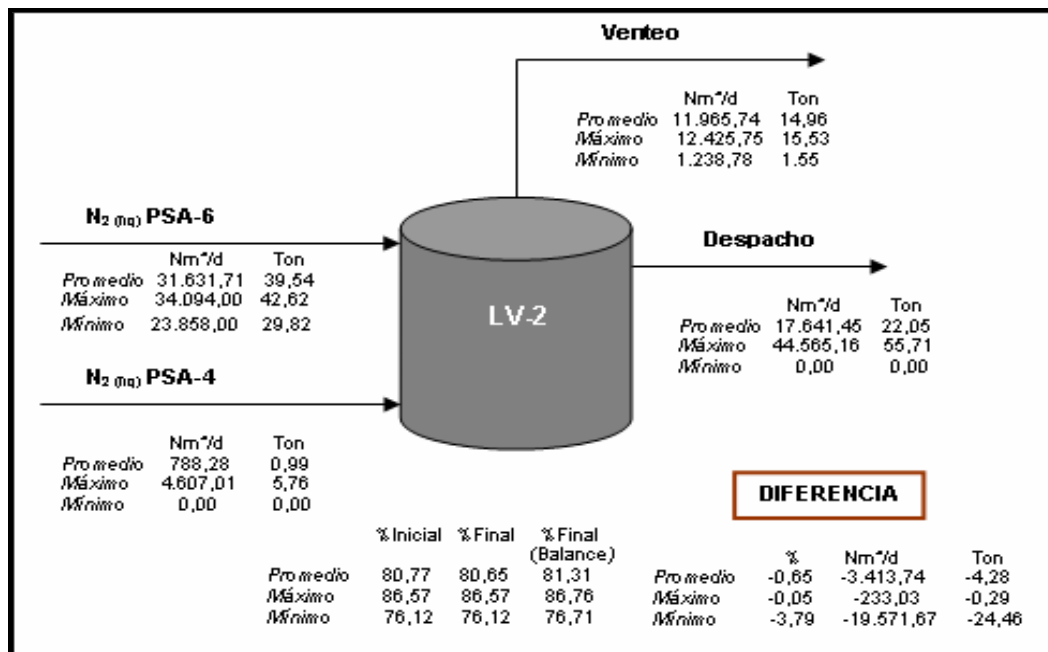 Venteo
Nm³/d Ton
Promedio 11.965,74 14,96
Máximo 12.425,75 15,53
Mínimo 1.238,78 1.55
N₂ (liq) PSA-6
Nm³/d Ton
Promedio 31.631,71 39,54
Máximo 34.094,00 42,62
Mínimo 23.858,00 29,82
LV-2
Despacho
Nm³/d Ton
Promedio 17.641,45 22,05
Máximo 44.565,16 55,71
Mínimo 0,00 0,00
N₂ (liq) PSA-4
Nm³/d Ton
Promedio 788,28 0,99
Máximo 4.607,01 5,76
Mínimo 0,00 0,00
% Inicial % Final % Final
(Balance)
Promedio 80,77 80,65 81,31
Máximo 86,57 86,57 86,76
Mínimo 76,12 76,12 76,71
DIFERENCIA
% Nm³/d Ton
Promedio -0,65 -3.413,74 -4,28
Máximo -0,05 -233,03 -0,29
Mínimo -3,79 -19.571,67 -24,46